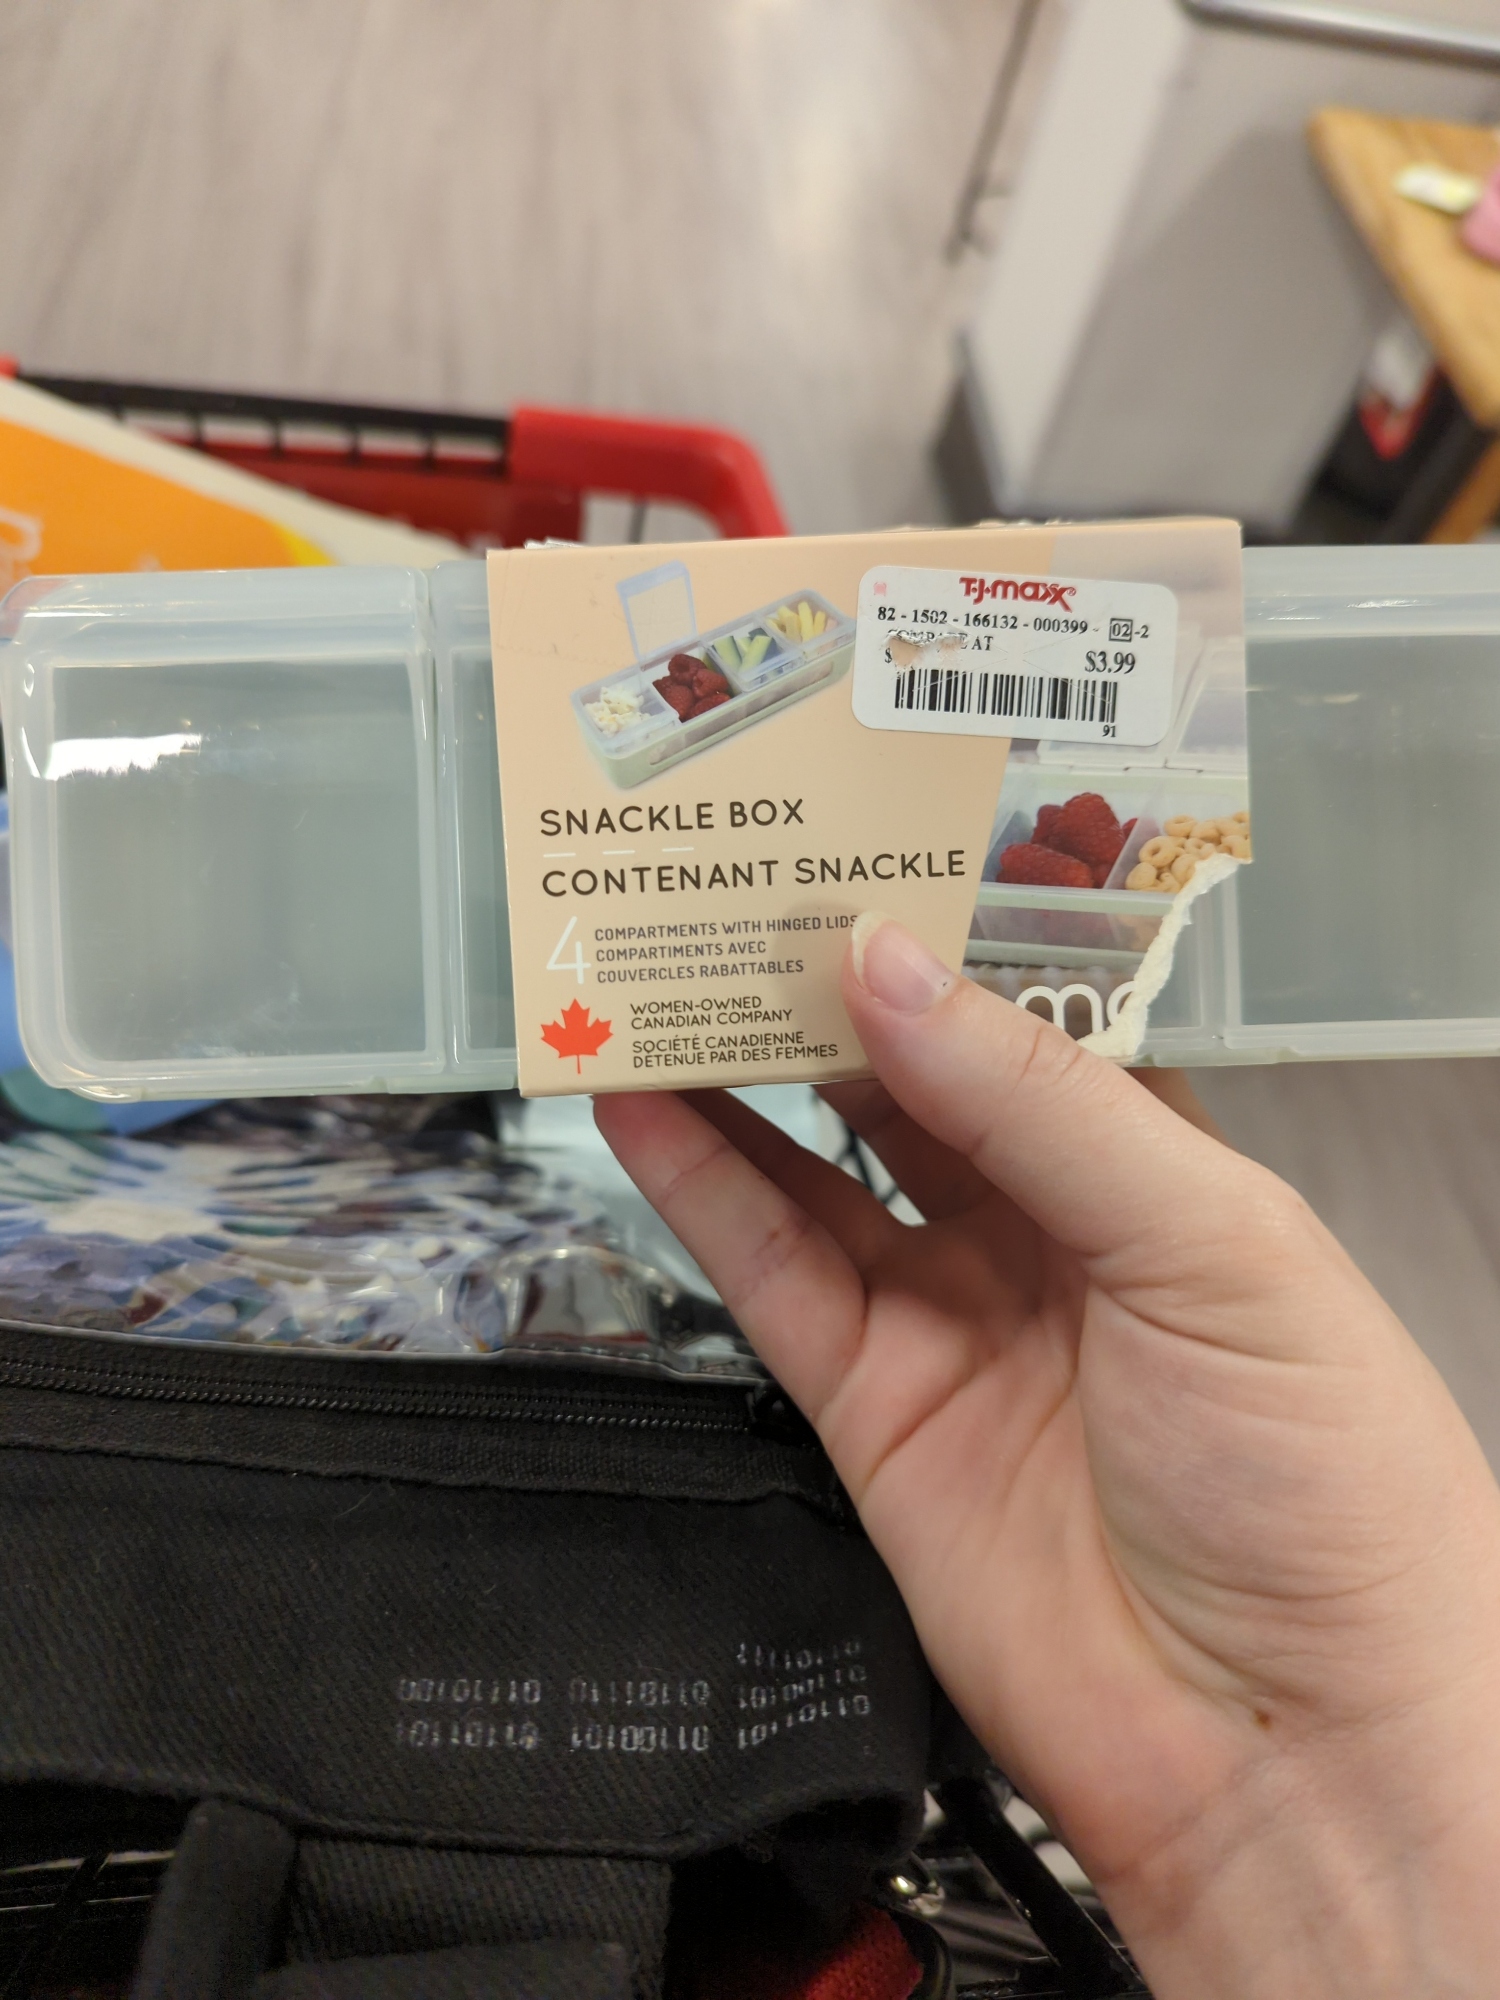 T·J·maxx®
82 - 1502 - 166132 - 000399 - 02 -2
AT
$ $3.99
91
SNACKLE BOX
CONTENANT SNACKLE
4 COMPARTMENTS WITH HINGED LIDS
COMPARTIMENTS AVEC
COUVERCLES RABATTABLES
WOMEN-OWNED
CANADIAN COMPANY
SOCIÉTÉ CANADIENNE
DÉTENUE PAR DES FEMMES